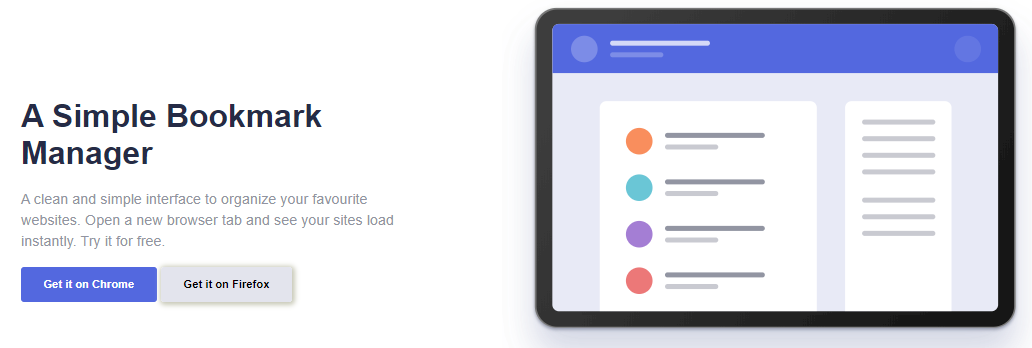 A Simple Bookmark
Manager
A clean and simple interface to organize your favourite
websites. Open a new browser tab and see your sites load
instantly. Try it for free.
Get it on Chrome
Get it on Firefox